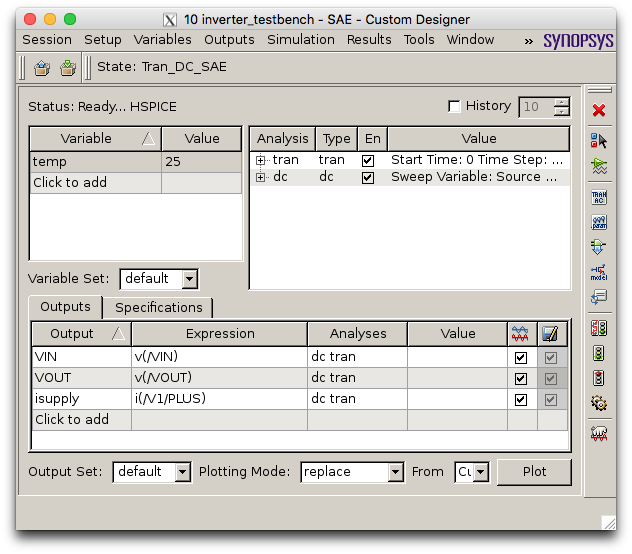 10 inverter_testbench - SAE - Custom Designer
Session Setup Variables Outputs Simulation Results Tools Window » SYNOPSYS
State: Tran_DC_SAE
Status: Ready... HSPICE
History 10
Variable Value
temp 25
Click to add
Analysis Type En Value
tran tran Start Time: 0 Time Step: ...
dc dc Sweep Variable: Source ...
Variable Set: default
Outputs Specifications
Output Expression Analyses Value
VIN v(/VIN) dc tran
VOUT v(/VOUT) dc tran
isupply i(/V1/PLUS) dc tran
Click to add
Output Set: default Plotting Mode: replace From Cu Plot
TRAN
AC
param
model